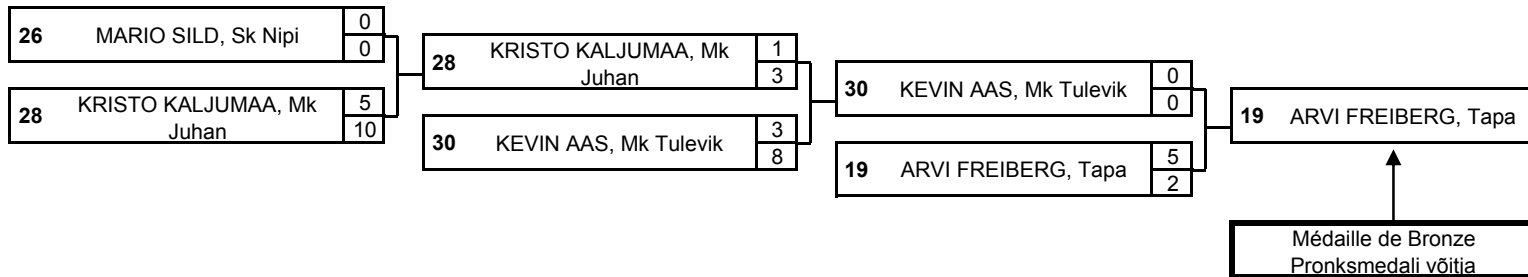 26 MARIO SILD, Sk Nipi 0
0
28 KRISTO KALJUMAA, Mk
Juhan 5
10
28 KRISTO KALJUMAA, Mk
Juhan 1
3
30 KEVIN AAS, Mk Tulevik 3
8
30 KEVIN AAS, Mk Tulevik 0
0
19 ARVI FREIBERG, Tapa 5
2
19 ARVI FREIBERG, Tapa
Médaille de Bronze
Pronksmedali võitja